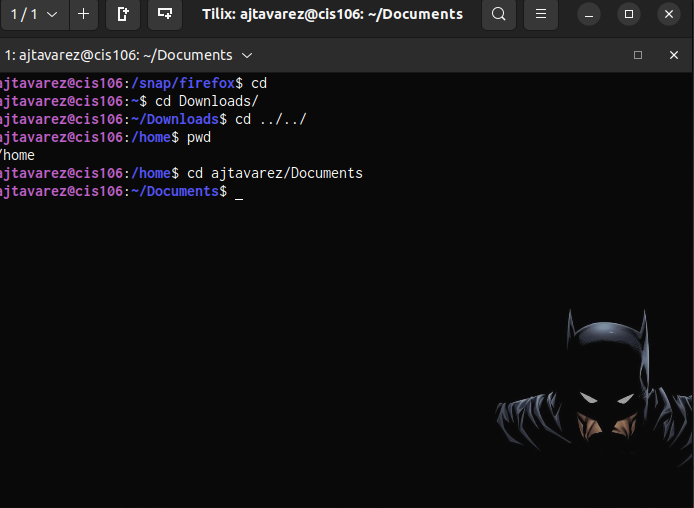 1 / 1
Tilix: ajtavarez@cis106: ~/Documents
1: ajtavarez@cis106: ~/Documents
ajtavarez@cis106:/snap/firefox$ cd
ajtavarez@cis106:~$ cd Downloads/
ajtavarez@cis106:~/Downloads$ cd ../../
ajtavarez@cis106:/home$ pwd
/home
ajtavarez@cis106:/home$ cd ajtavarez/Documents
ajtavarez@cis106:~/Documents$ _